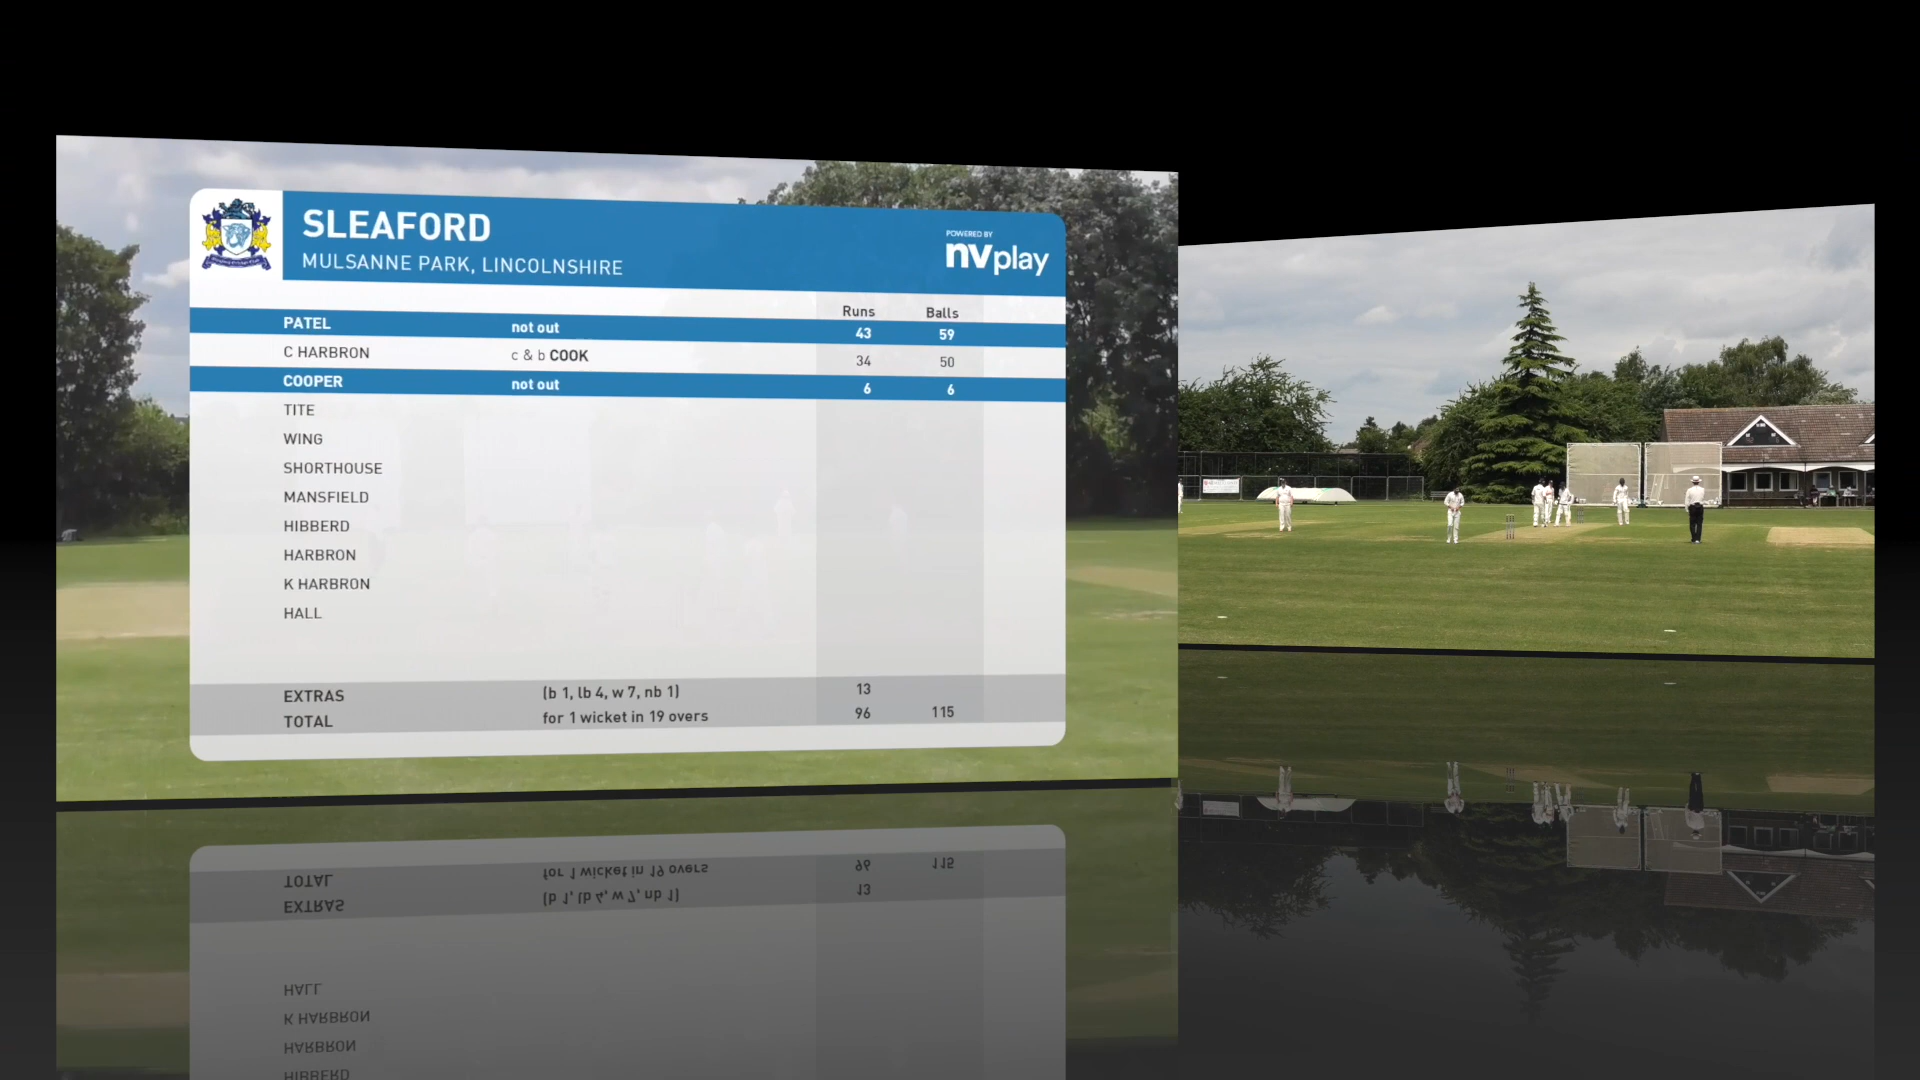 SLEAFORD
MULSANNE PARK, LINCOLNSHIRE
POWERED BY
nvplay
Runs Balls
PATEL not out 43 59
C HARBRON c & b COOK 34 50
COOPER not out 6 6
TITE
WING
SHORTHOUSE
MANSFIELD
HIBBERD
HARBRON
K HARBRON
HALL
EXTRAS (b 1, lb 4, w 7, nb 1) 13
TOTAL for 1 wicket in 19 overs 96 115